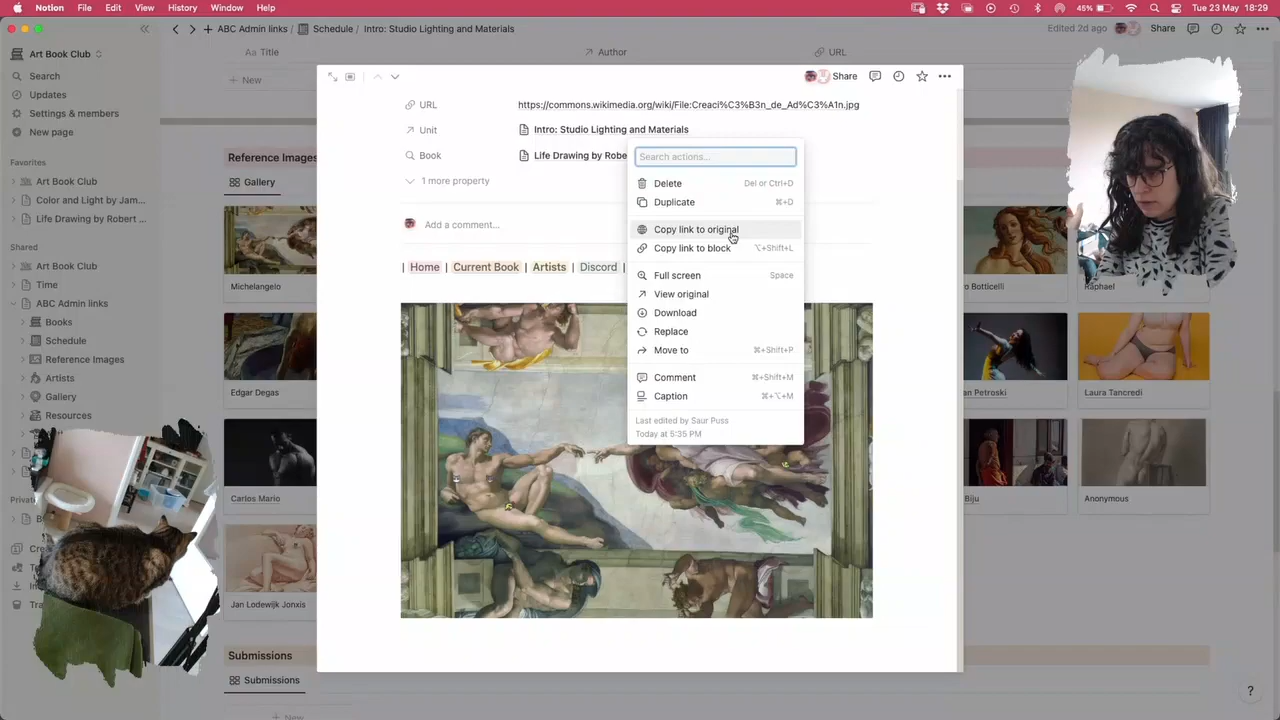 Notion File Edit View History Window Help 45% Tue 23 May 18:29
Art Book Club
ABC Admin links / Schedule / Intro: Studio Lighting and Materials
Edited 2d ago Share
Search
Updates
Settings & members
New page
Favorites
Art Book Club
Color and Light by Jam...
Life Drawing by Robert ...
Shared
Art Book Club
Time
ABC Admin links
Books
Schedule
Reference Images
Artists
Gallery
Resources
Aa Title Author URL
New
Reference Images
Gallery
Michelangelo
Edgar Degas
Carlos Mario
Jan Lodewijk Jonxis
Submissions
Submissions
New
Share
URL https://commons.wikimedia.org/wiki/File:Creaci%C3%B3n_de_Ad%C3%A1n.jpg
Unit Intro: Studio Lighting and Materials
Book Life Drawing by Robe
1 more property
Add a comment...
| Home | Current Book | Artists | Discord |
Search actions...
Delete Del or Ctrl+D
Duplicate ⌘+D
Copy link to original
Copy link to block ⌥+Shift+L
Full screen Space
View original
Download
Replace
Move to ⌘+Shift+P
Comment ⌘+Shift+M
Caption ⌘+⌥+M
Last edited by Saur Puss
Today at 5:35 PM
ro Botticelli
Raphael
an Petroski
Laura Tancredi
Biju
Anonymous
?